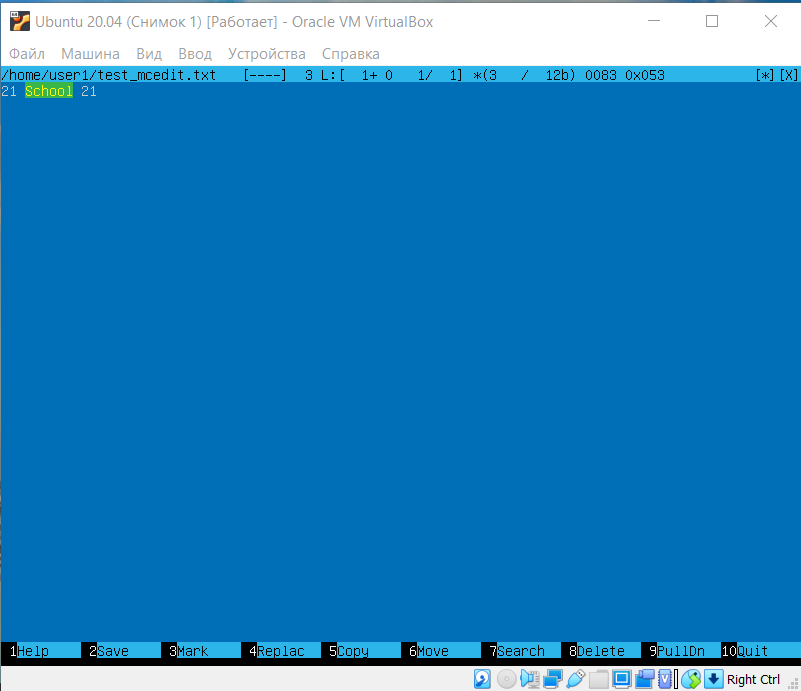 Ubuntu 20.04 (Снимок 1) [Работает] - Oracle VM VirtualBox
Файл Машина Вид Ввод Устройства Справка
/home/user1/test_mcedit.txt [----] 3 L:[ 1+ 0 1/ 1] *(3 / 12b) 0083 0x053 [*][X]
21 School 21
1Help 2Save 3Mark 4Replac 5Copy 6Move 7Search 8Delete 9PullDn 10Quit
Right Ctrl